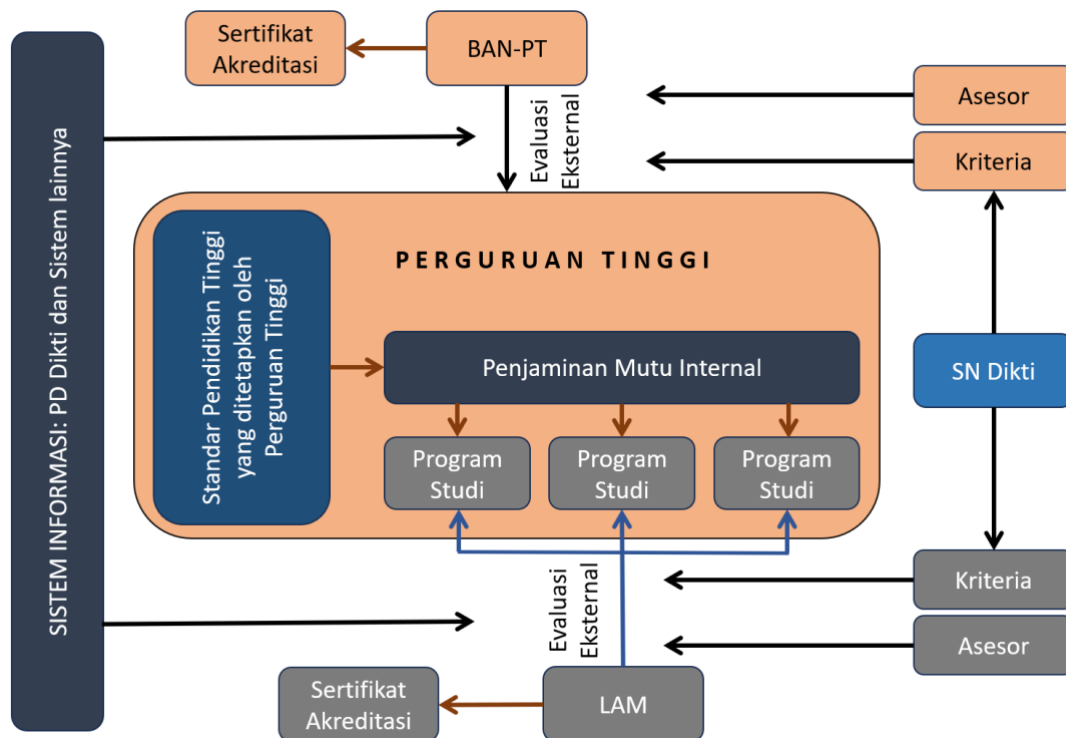 SISTEM INFORMASI: PD Dikti dan Sistem lainnya
Sertifikat
Akreditasi
BAN-PT
Evaluasi
Eksternal
Asesor
Kriteria
PERGURUAN TINGGI
Standar Pendidikan Tinggi
yang ditetapkan oleh
Perguruan Tinggi
Penjaminan Mutu Internal
SN Dikti
Program
Studi
Program
Studi
Program
Studi
Evaluasi
Eksternal
Kriteria
Asesor
Sertifikat
Akreditasi
LAM